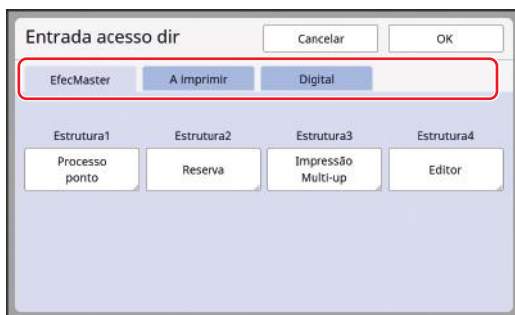 Entrada acesso dir
Cancelar
OK
EfecMaster
A imprimir
Digital
Estrutura1
Estrutura2
Estrutura3
Estrutura4
Processo
ponto
Reserva
Impressão
Multi-up
Editor